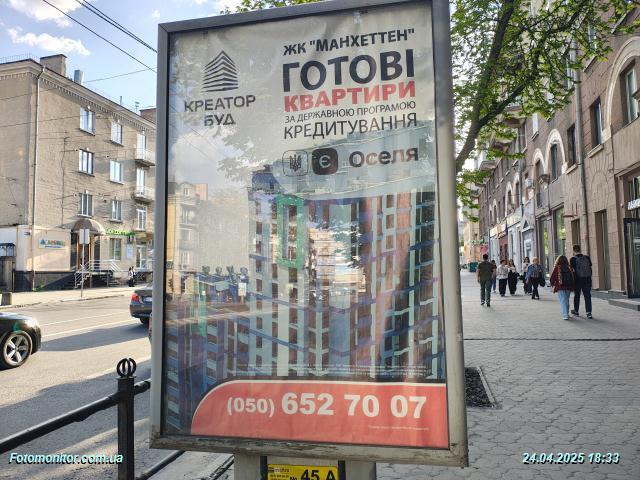 ЖК "МАНХЕТТЕН"
ГОТОВІ
КВАРТИРИ
ЗА ДЕРЖАВНОЮ ПРОГРАМОЮ
КРЕДИТУВАННЯ
КРЕАТОР
БУД
Є Оселя
(050) 652 70 07
45 А
Fotomonitor.com.ua
24.04.2025 18:33